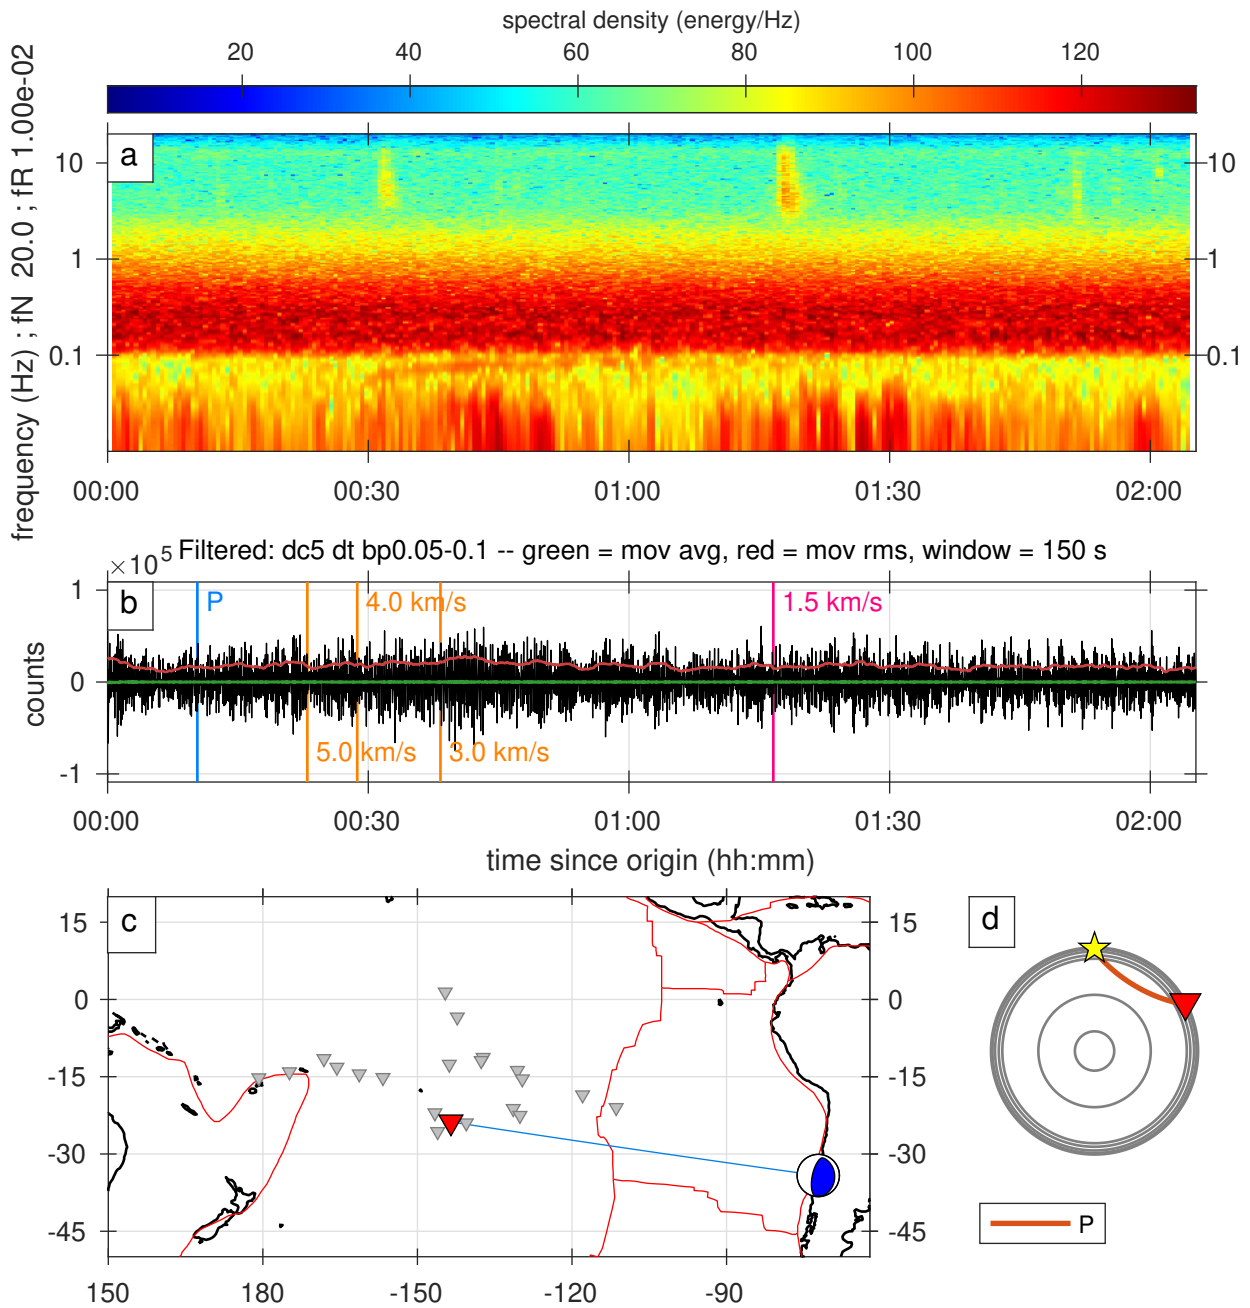 spectral density (energy/Hz)
20 40 60 80 100 120
frequency (Hz) ; fN 20.0 ; fR 1.00e-02
a
10 10
1 1
0.1 0.1
00:00 00:30 01:00 01:30 02:00
×10^5 Filtered: dc5 dt bp0.05-0.1 -- green = mov avg, red = mov rms, window = 150 s
b
counts
1
0
-1
P 4.0 km/s 1.5 km/s
5.0 km/s 3.0 km/s
00:00 00:30 01:00 01:30 02:00
time since origin (hh:mm)
c
15 15
0 0
-15 -15
-30 -30
-45 -45
150 180 -150 -120 -90
d
P